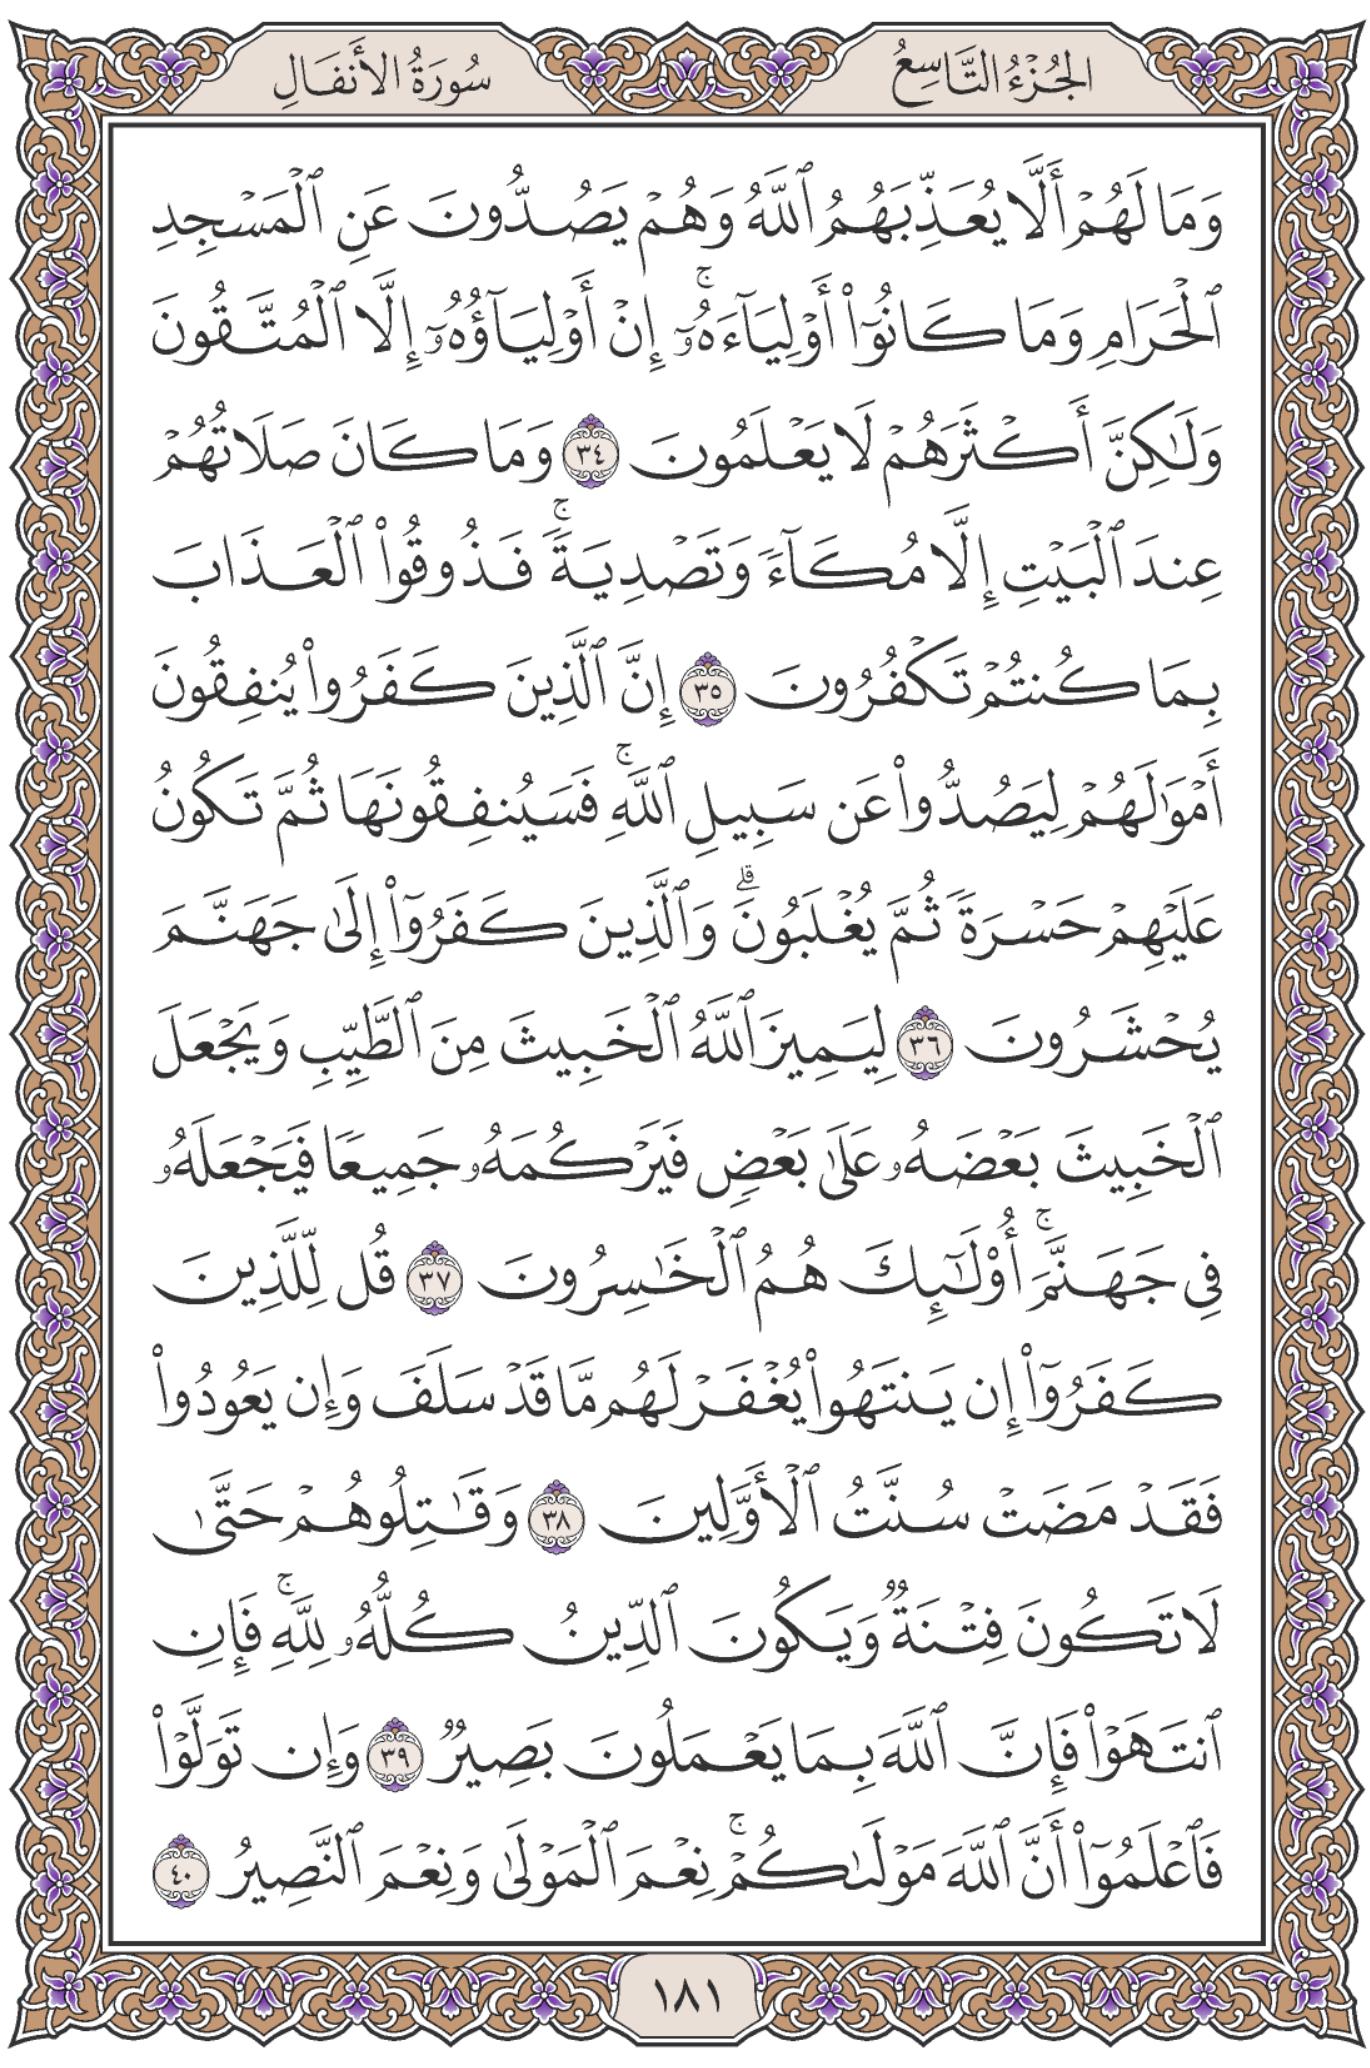 الجُزْءُ التَّاسِعُ
سُورَةُ الأَنفَالِ
وَمَا لَهُمْ أَلَّا يُعَذِّبَهُمُ ٱللَّهُ وَهُمْ يَصُدُّونَ عَنِ ٱلْمَسْجِدِ
ٱلْحَرَامِ وَمَا كَانُوٓاْ أَوْلِيَآءَهُۥٓۚ إِنْ أَوْلِيَآؤُهُۥٓ إِلَّا ٱلْمُتَّقُونَ
وَلَٰكِنَّ أَكْثَرَهُمْ لَا يَعْلَمُونَ ٣٤ وَمَا كَانَ صَلَاتُهُمْ
عِندَ ٱلْبَيْتِ إِلَّا مُكَآءً وَتَصْدِيَةًۚ فَذُوقُواْ ٱلْعَذَابَ
بِمَا كُنتُمْ تَكْفُرُونَ ٣٥ إِنَّ ٱلَّذِينَ كَفَرُواْ يُنفِقُونَ
أَمْوَٰلَهُمْ لِيَصُدُّواْ عَن سَبِيلِ ٱللَّهِۚ فَسَيُنفِقُونَهَا ثُمَّ تَكُونُ
عَلَيْهِمْ حَسْرَةً ثُمَّ يُغْلَبُونَۗ وَٱلَّذِينَ كَفَرُوٓاْ إِلَىٰ جَهَنَّمَ
يُحْشَرُونَ ٣٦ لِيَمِيزَ ٱللَّهُ ٱلْخَبِيثَ مِنَ ٱلطَّيِّبِ وَيَجْعَلَ
ٱلْخَبِيثَ بَعْضَهُۥ عَلَىٰ بَعْضٍ فَيَرْكُمَهُۥ جَمِيعًا فَيَجْعَلَهُۥ
فِي جَهَنَّمَۚ أُوْلَٰٓئِكَ هُمُ ٱلْخَٰسِرُونَ ٣٧ قُل لِّلَّذِينَ
كَفَرُوٓاْ إِن يَنتَهُواْ يُغْفَرْ لَهُم مَّا قَدْ سَلَفَ وَإِن يَعُودُواْ
فَقَدْ مَضَتْ سُنَّتُ ٱلْأَوَّلِينَ ٣٨ وَقَٰتِلُوهُمْ حَتَّىٰ
لَا تَكُونَ فِتْنَةٌ وَيَكُونَ ٱلدِّينُ كُلُّهُۥ لِلَّهِۚ فَإِنِ
ٱنتَهَوْاْ فَإِنَّ ٱللَّهَ بِمَا يَعْمَلُونَ بَصِيرٌ ٣٩ وَإِن تَوَلَّوْاْ
فَٱعْلَمُوٓاْ أَنَّ ٱللَّهَ مَوْلَىٰكُمْۚ نِعْمَ ٱلْمَوْلَىٰ وَنِعْمَ ٱلنَّصِيرُ ٤٠
١٨١